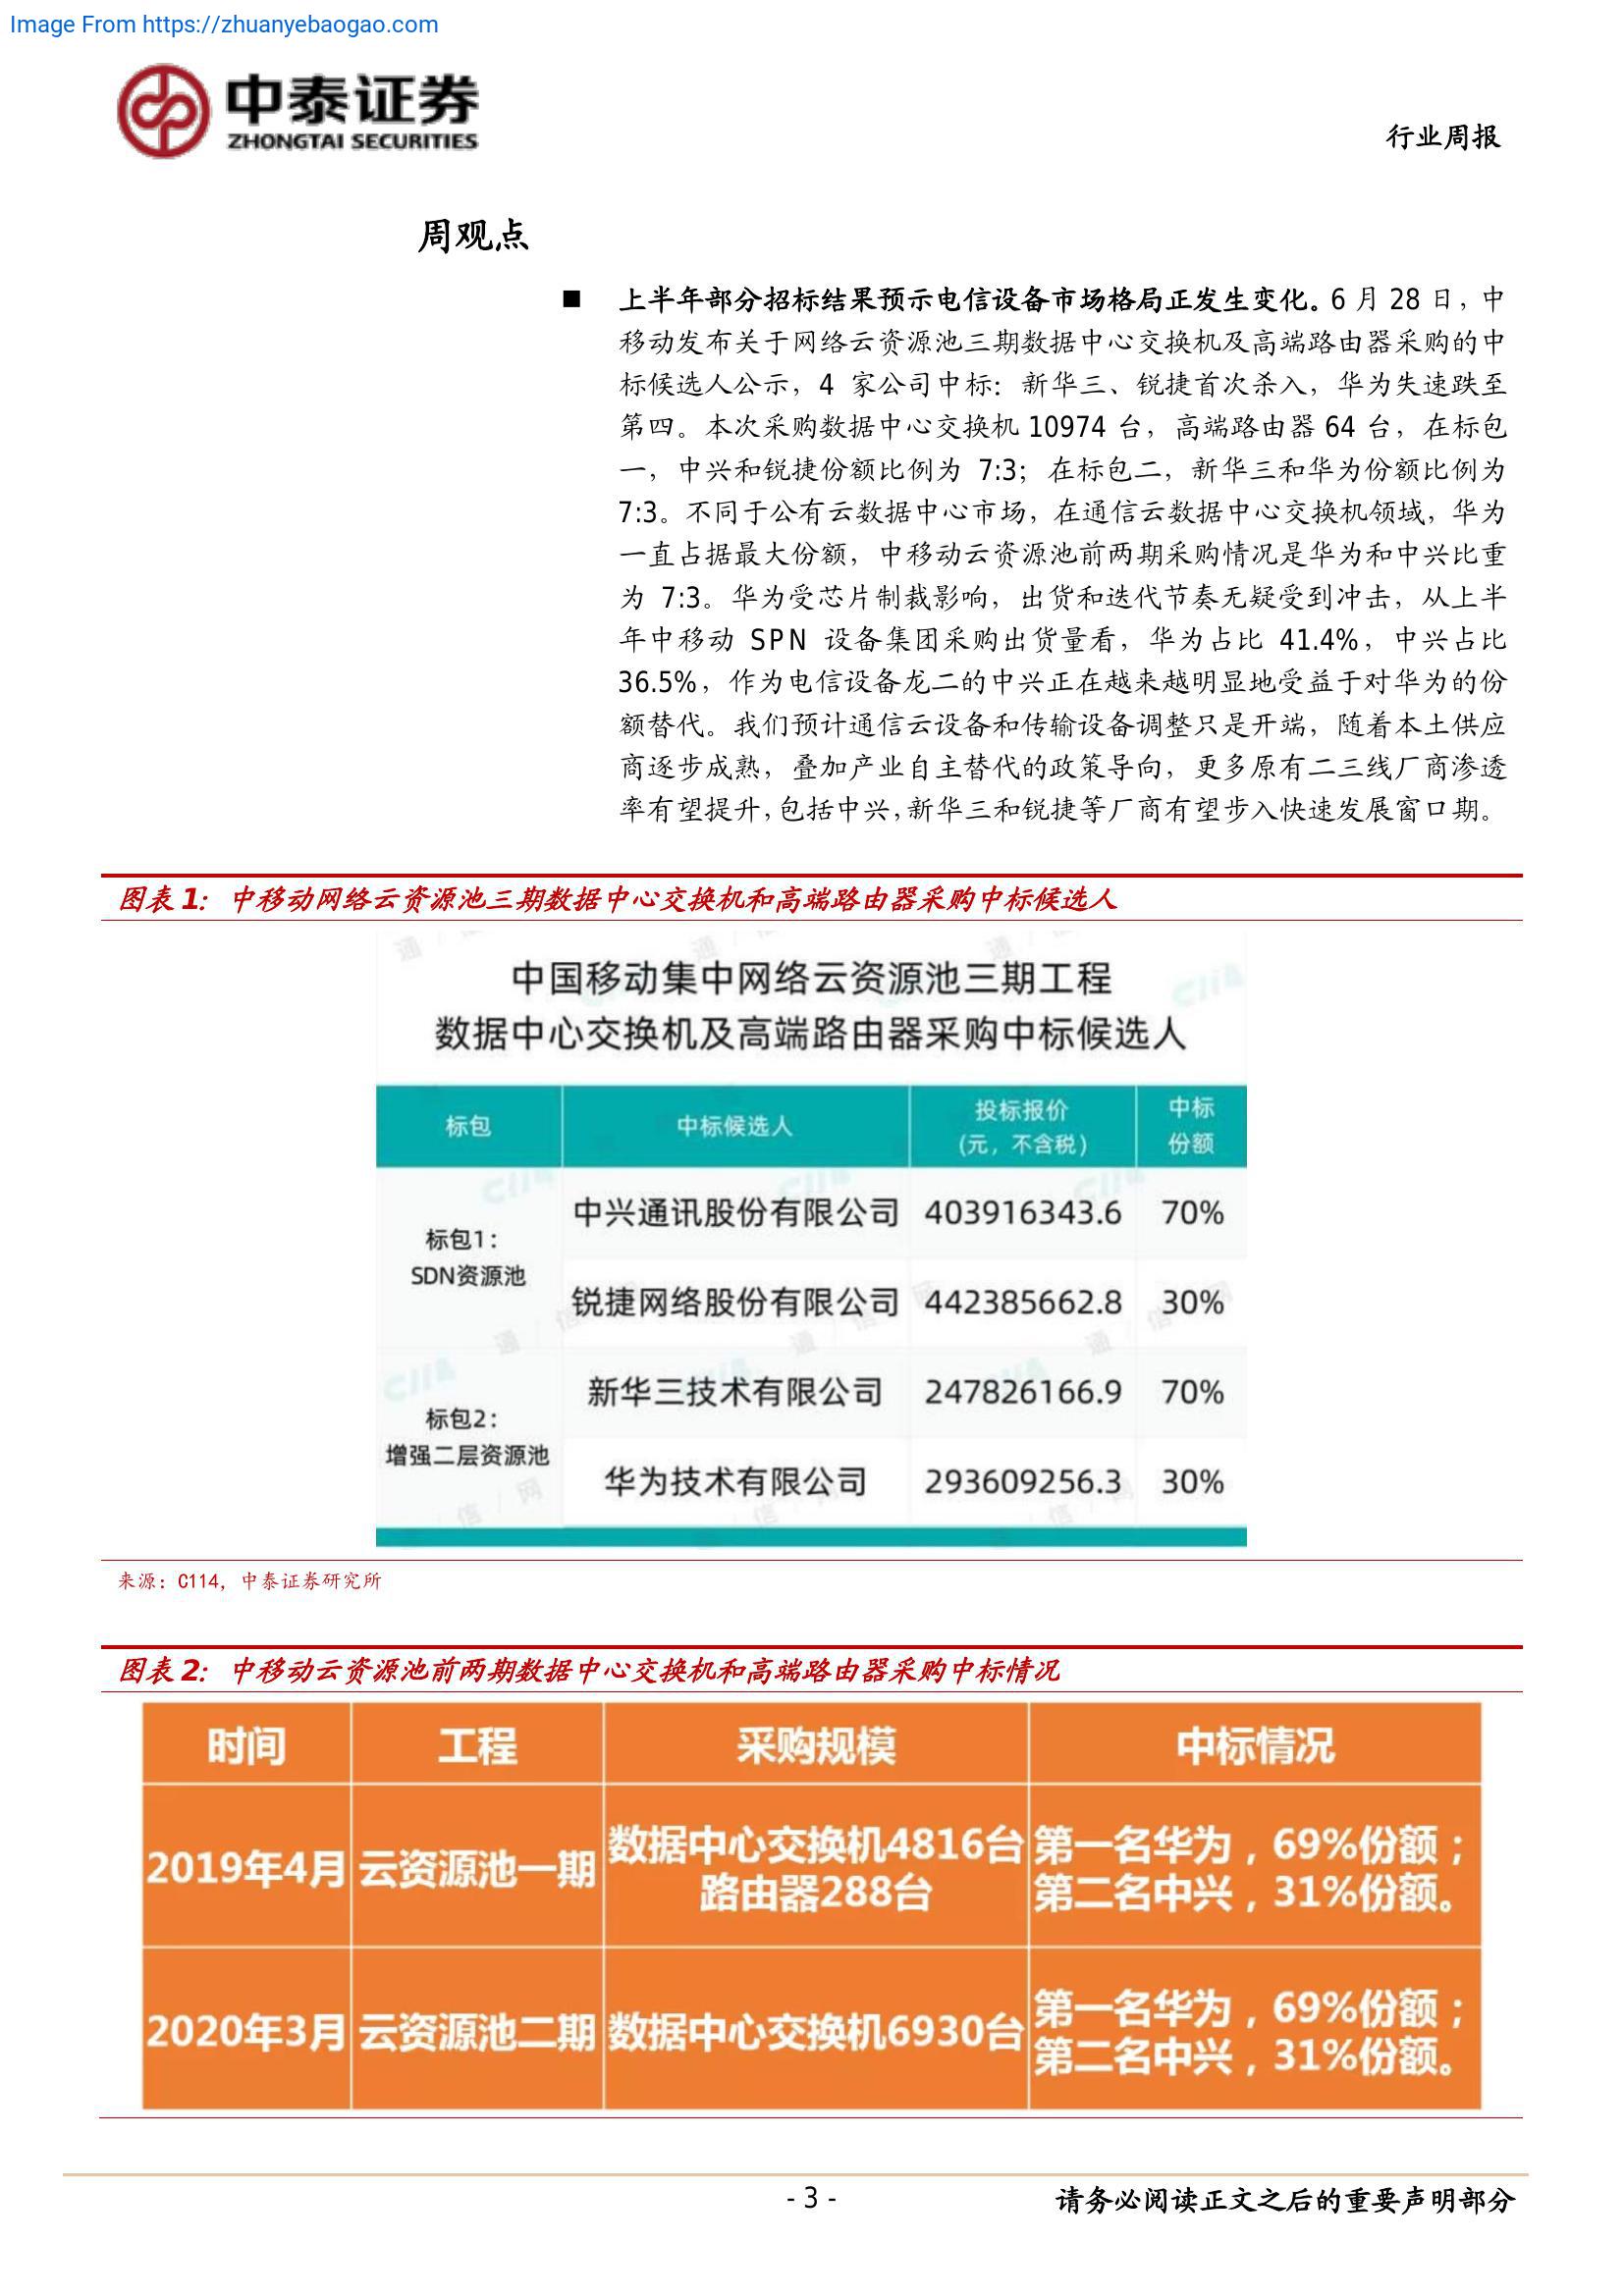 Image From https://zhuanyebaogao.com
中泰证券
ZHONGTAI SECURITIES
行业周报
周观点
■ 上半年部分招标结果预示电信设备市场格局正发生变化。6 月 28 日，中
移动发布关于网络云资源池三期数据中心交换机及高端路由器采购的中
标候选人公示，4 家公司中标：新华三、锐捷首次杀入，华为失速跌至
第四。本次采购数据中心交换机 10974 台，高端路由器 64 台，在标包
一，中兴和锐捷份额比例为 7:3；在标包二，新华三和华为份额比例为
7:3。不同于公有云数据中心市场，在通信云数据中心交换机领域，华为
一直占据最大份额，中移动云资源池前两期采购情况是华为和中兴比重
为 7:3。华为受芯片制裁影响，出货和迭代节奏无疑受到冲击，从上半
年中移动 SPN 设备集团采购出货量看，华为占比 41.4%，中兴占比
36.5%，作为电信设备龙二的中兴正在越来越明显地受益于对华为的份
额替代。我们预计通信云设备和传输设备调整只是开端，随着本土供应
商逐步成熟，叠加产业自主替代的政策导向，更多原有二三线厂商渗透
率有望提升，包括中兴，新华三和锐捷等厂商有望步入快速发展窗口期。
图表 1：中移动网络云资源池三期数据中心交换机和高端路由器采购中标候选人
中国移动集中网络云资源池三期工程
数据中心交换机及高端路由器采购中标候选人
标包 中标候选人 投标报价（元，不含税） 中标份额
标包1：
SDN资源池
中兴通讯股份有限公司 403916343.6 70%
锐捷网络股份有限公司 442385662.8 30%
标包2：
增强二层资源池
新华三技术有限公司 247826166.9 70%
华为技术有限公司 293609256.3 30%
来源：C114，中泰证券研究所
图表 2：中移动云资源池前两期数据中心交换机和高端路由器采购中标情况
时间 工程 采购规模 中标情况
2019年4月 云资源池一期 数据中心交换机4816台 路由器288台 第一名华为，69%份额；第二名中兴，31%份额。
2020年3月 云资源池二期 数据中心交换机6930台 第一名华为，69%份额；第二名中兴，31%份额。
- 3 -
请务必阅读正文之后的重要声明部分